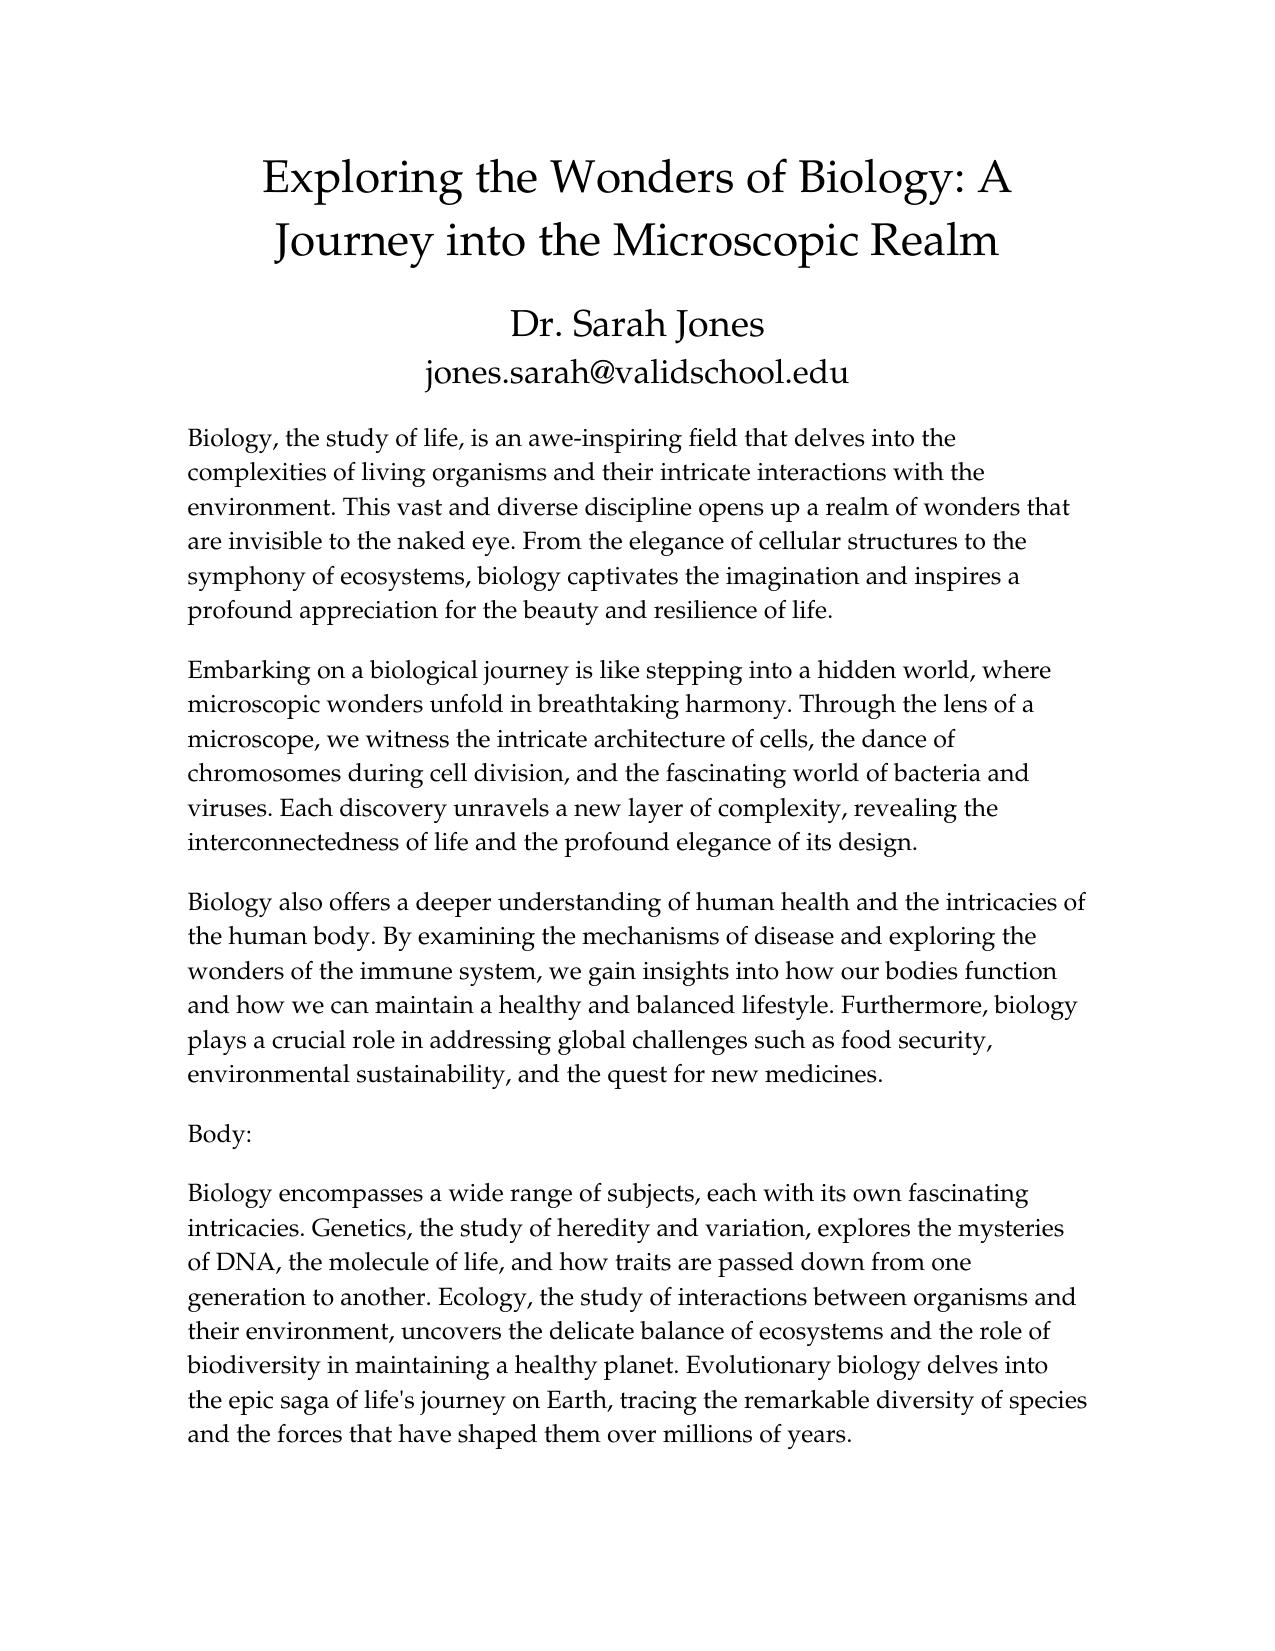 Exploring the Wonders of Biology: A
Journey into the Microscopic Realm
Dr. Sarah Jones
jones.sarah@validschool.edu
Biology, the study of life, is an awe-inspiring field that delves into the
complexities of living organisms and their intricate interactions with the
environment. This vast and diverse discipline opens up a realm of wonders that
are invisible to the naked eye. From the elegance of cellular structures to the
symphony of ecosystems, biology captivates the imagination and inspires a
profound appreciation for the beauty and resilience of life.
Embarking on a biological journey is like stepping into a hidden world, where
microscopic wonders unfold in breathtaking harmony. Through the lens of a
microscope, we witness the intricate architecture of cells, the dance of
chromosomes during cell division, and the fascinating world of bacteria and
viruses. Each discovery unravels a new layer of complexity, revealing the
interconnectedness of life and the profound elegance of its design.
Biology also offers a deeper understanding of human health and the intricacies of
the human body. By examining the mechanisms of disease and exploring the
wonders of the immune system, we gain insights into how our bodies function
and how we can maintain a healthy and balanced lifestyle. Furthermore, biology
plays a crucial role in addressing global challenges such as food security,
environmental sustainability, and the quest for new medicines.
Body:
Biology encompasses a wide range of subjects, each with its own fascinating
intricacies. Genetics, the study of heredity and variation, explores the mysteries
of DNA, the molecule of life, and how traits are passed down from one
generation to another. Ecology, the study of interactions between organisms and
their environment, uncovers the delicate balance of ecosystems and the role of
biodiversity in maintaining a healthy planet. Evolutionary biology delves into
the epic saga of life's journey on Earth, tracing the remarkable diversity of species
and the forces that have shaped them over millions of years.